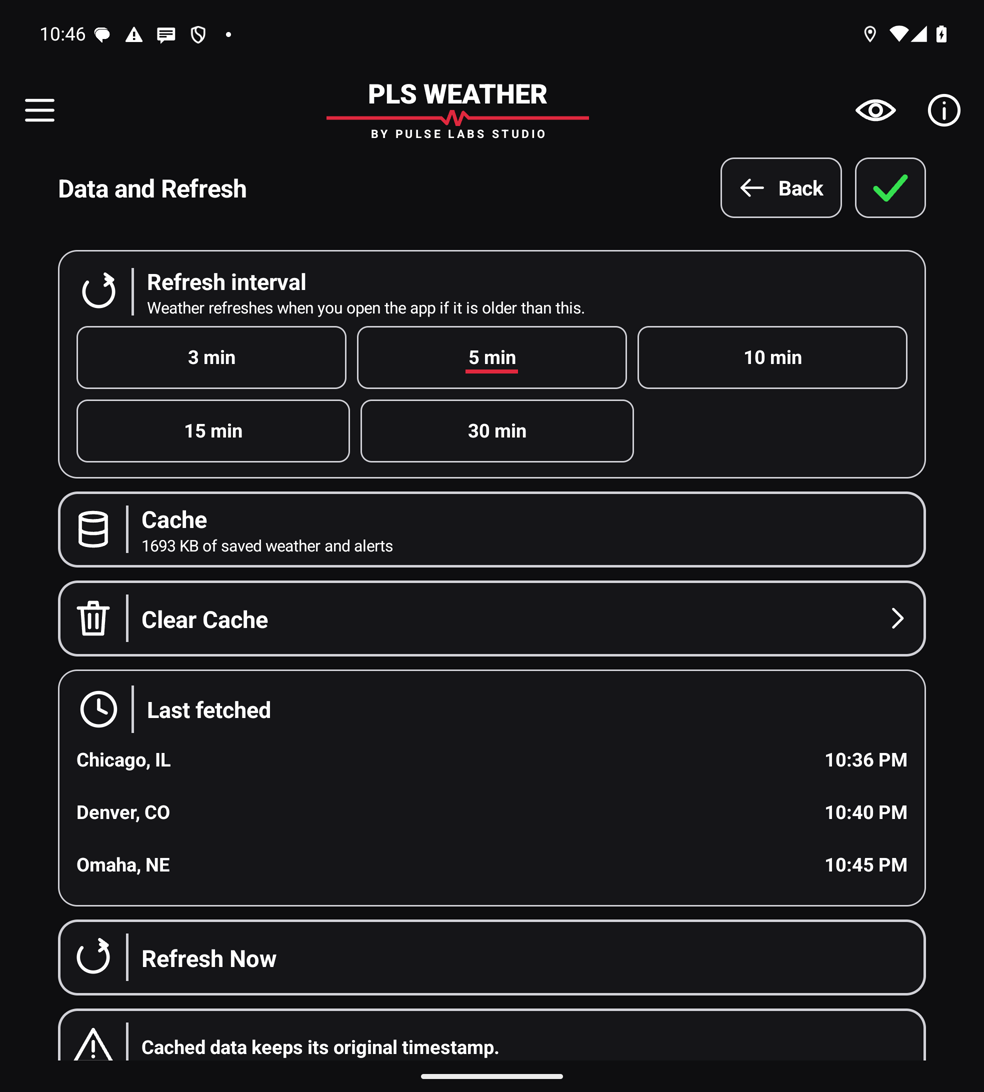 10:46
PLS WEATHER
BY PULSE LABS STUDIO
Data and Refresh
Back
Refresh interval
Weather refreshes when you open the app if it is older than this.
3 min
5 min
10 min
15 min
30 min
Cache
1693 KB of saved weather and alerts
Clear Cache
Last fetched
Chicago, IL 10:36 PM
Denver, CO 10:40 PM
Omaha, NE 10:45 PM
Refresh Now
Cached data keeps its original timestamp.